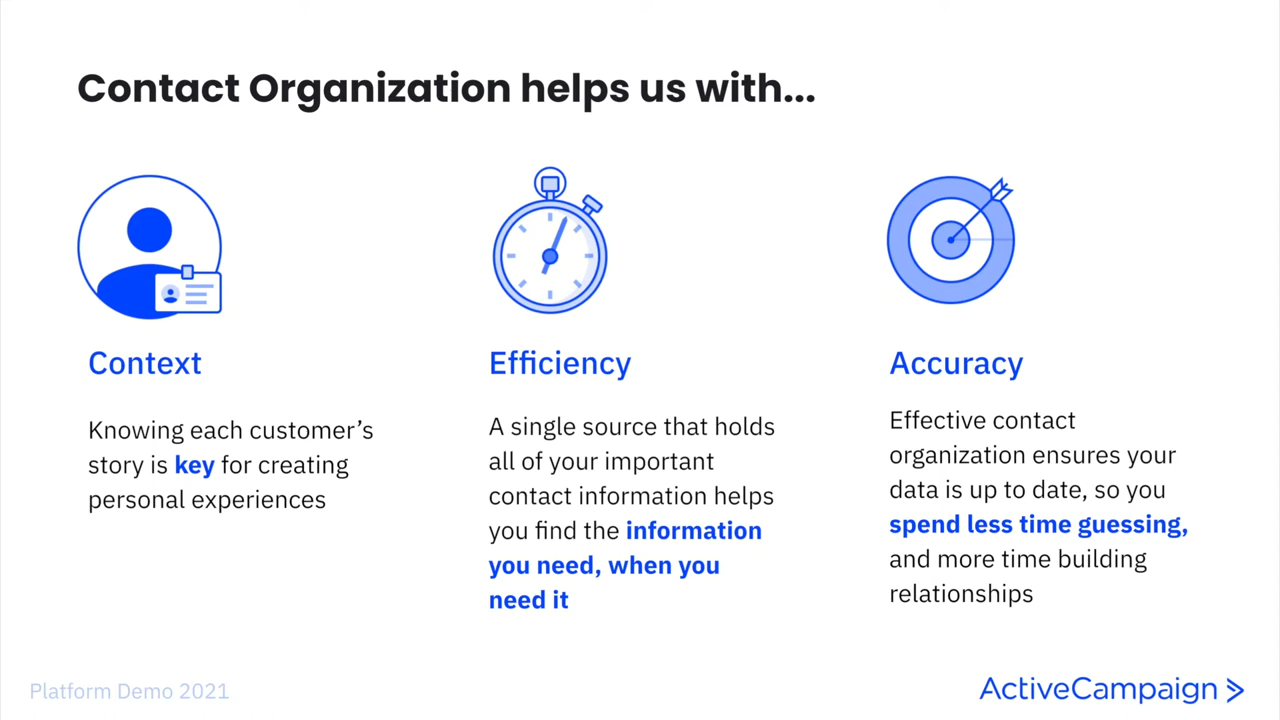 Contact Organization helps us with...
Context
Knowing each customer’s
story is key for creating
personal experiences
Efficiency
A single source that holds
all of your important
contact information helps
you find the information
you need, when you
need it
Accuracy
Effective contact
organization ensures your
data is up to date, so you
spend less time guessing,
and more time building
relationships
Platform Demo 2021
ActiveCampaign